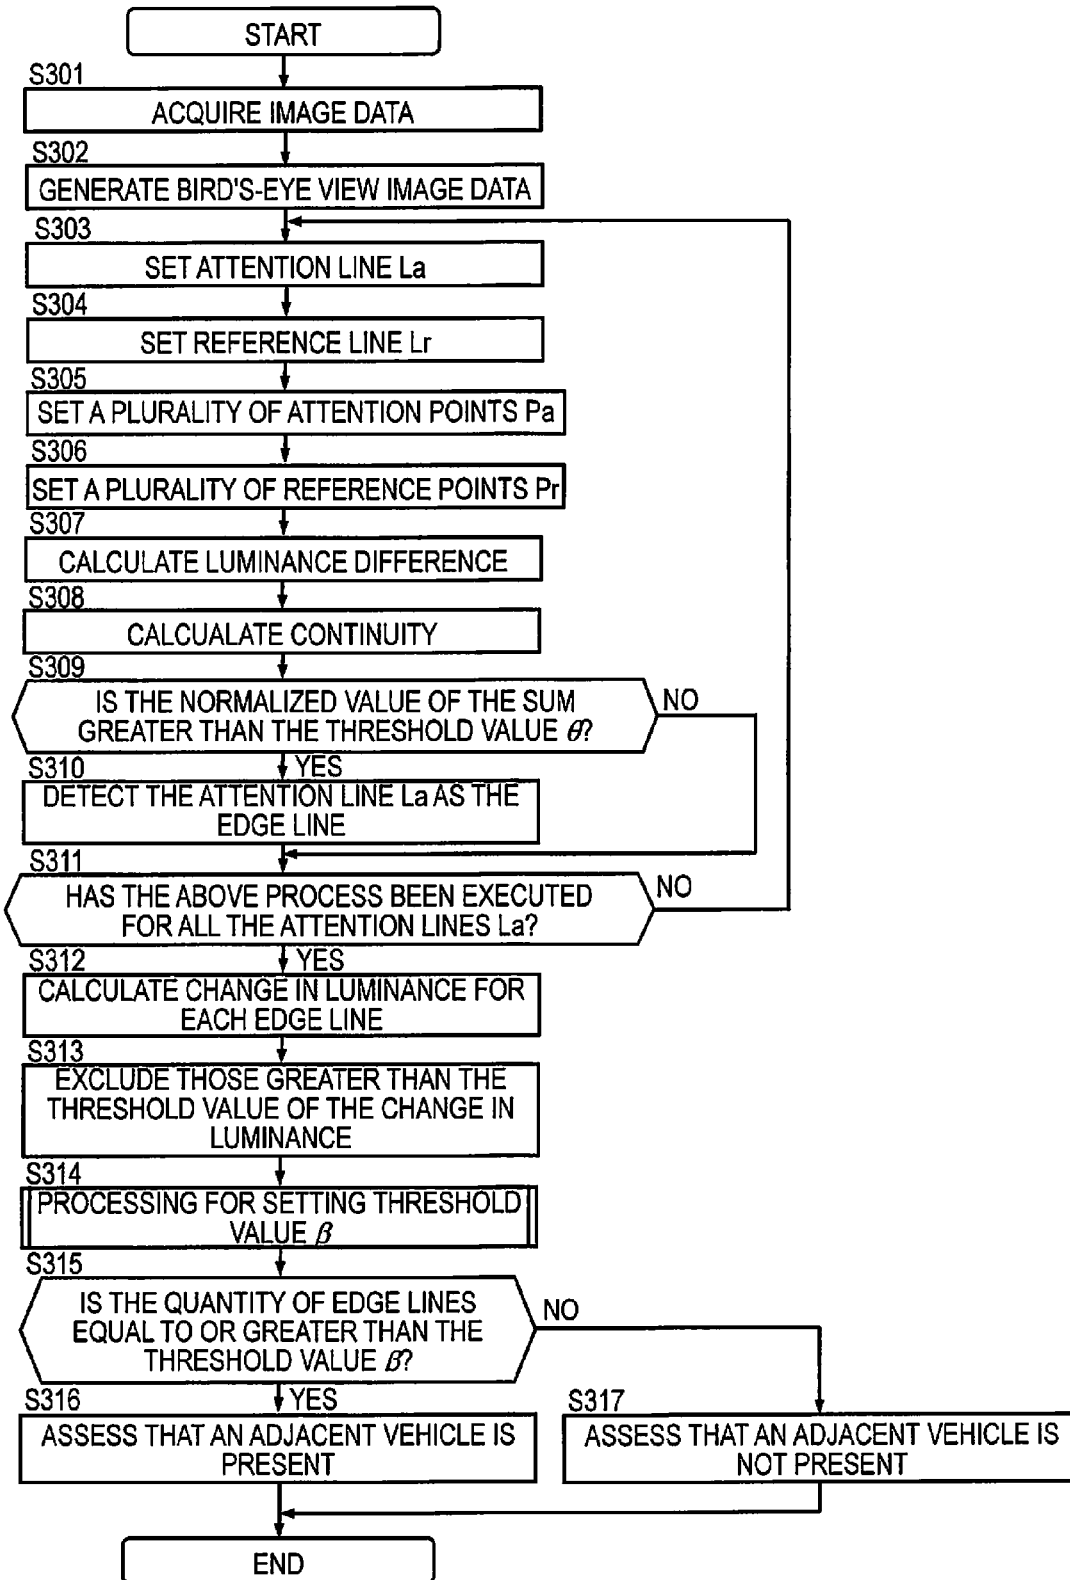 START
S301
ACQUIRE IMAGE DATA
S302
GENERATE BIRD'S-EYE VIEW IMAGE DATA
S303
SET ATTENTION LINE La
S304
SET REFERENCE LINE Lr
S305
SET A PLURALITY OF ATTENTION POINTS Pa
S306
SET A PLURALITY OF REFERENCE POINTS Pr
S307
CALCULATE LUMINANCE DIFFERENCE
S308
CALCUALATE CONTINUITY
S309
IS THE NORMALIZED VALUE OF THE SUM
GREATER THAN THE THRESHOLD VALUE θ?
NO
YES
S310
DETECT THE ATTENTION LINE La AS THE
EDGE LINE
S311
HAS THE ABOVE PROCESS BEEN EXECUTED
FOR ALL THE ATTENTION LINES La?
NO
YES
S312
CALCULATE CHANGE IN LUMINANCE FOR
EACH EDGE LINE
S313
EXCLUDE THOSE GREATER THAN THE
THRESHOLD VALUE OF THE CHANGE IN
LUMINANCE
S314
PROCESSING FOR SETTING THRESHOLD
VALUE β
S315
IS THE QUANTITY OF EDGE LINES
EQUAL TO OR GREATER THAN THE
THRESHOLD VALUE β?
NO
YES
S316
ASSESS THAT AN ADJACENT VEHICLE IS
PRESENT
S317
ASSESS THAT AN ADJACENT VEHICLE IS
NOT PRESENT
END